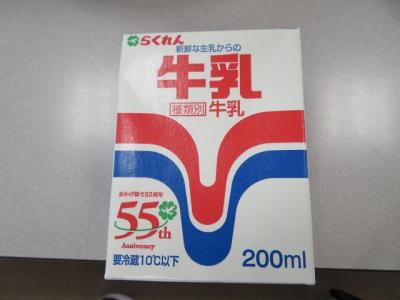 らくれん
新鮮な生乳からの
牛乳
種類別 牛乳
おかげ様で55周年
55th
Anniversary
要冷蔵10℃以下
200ml